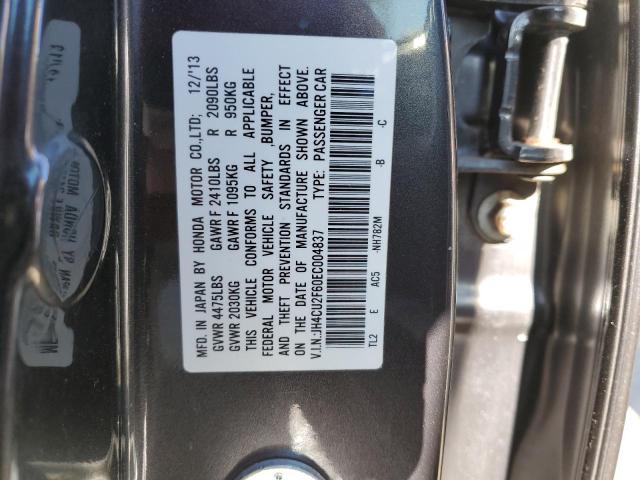 MFD. IN JAPAN BY HONDA MOTOR CO.,LTD; 12/'13
GVWR 4475LBS GAWR F 2410LBS R 2090LBS
GVWR 2030KG GAWR F 1095KG R 950KG
THIS VEHICLE CONFORMS TO ALL APPLICABLE
FEDERAL MOTOR VEHICLE SAFETY ,BUMPER,
AND THEFT PREVENTION STANDARDS IN EFFECT
ON THE DATE OF MANUFACTURE SHOWN ABOVE.
V.I.N.:JH4CU2F60EC004837 TYPE: PASSENGER CAR
TL2 E AC5 -NH782M -B -C